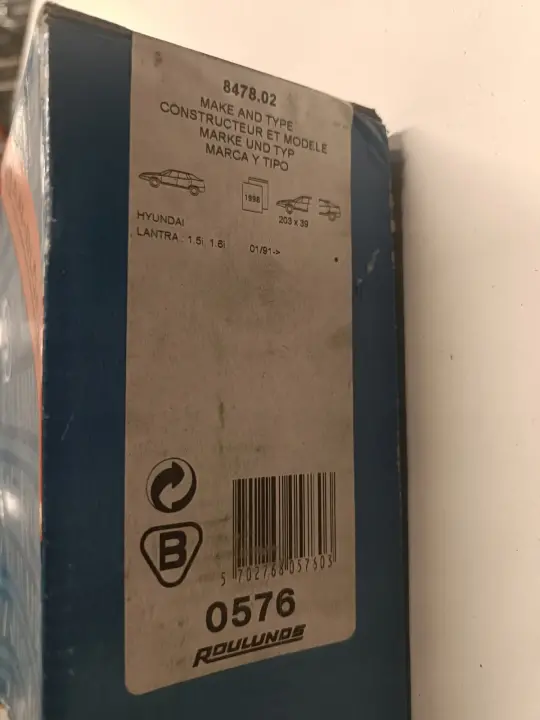 8478.02
MAKE AND TYPE
CONSTRUCTEUR ET MODELE
MARKE UND TYP
MARCA Y TIPO
1998
203 x 39
HYUNDAI
LANTRA : 1.5i, 1.6i 01/91->
B
5 702768 057603
0576
ROULUNDS